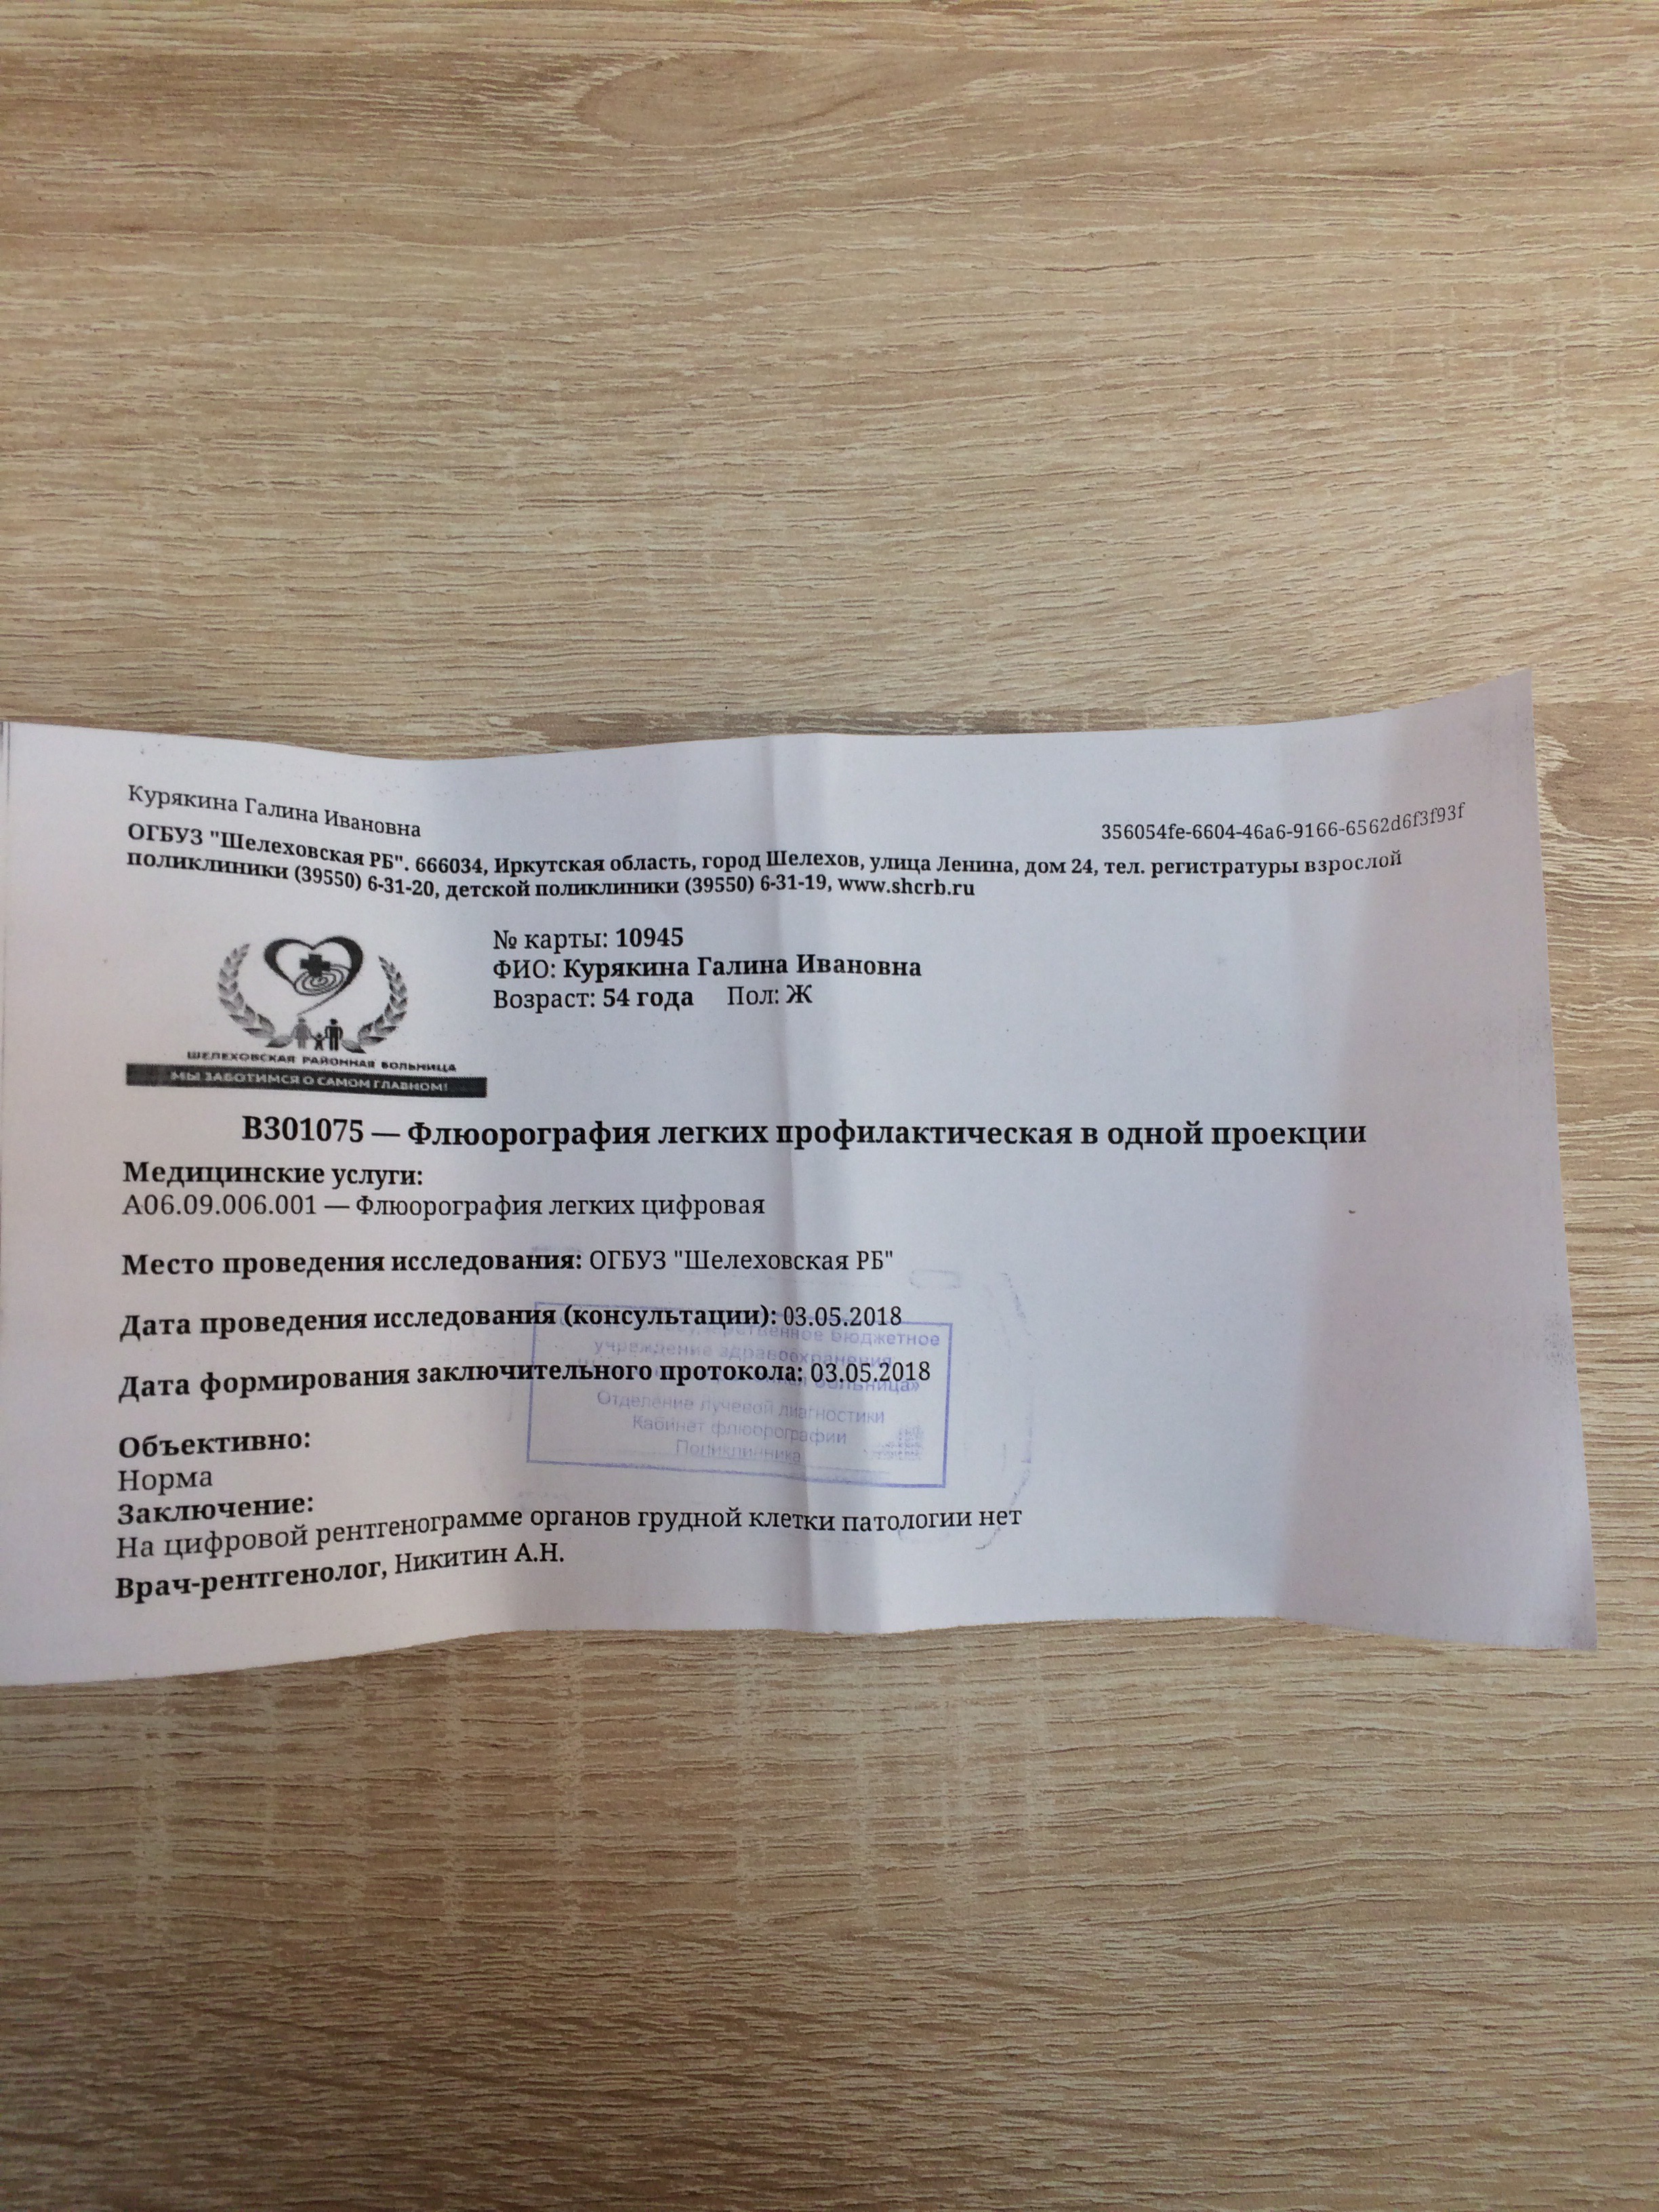 Курякина Галина Ивановна
356054fe-6604-46a6-9166-6562d6f3f93f
ОГБУЗ "Шелеховская РБ". 666034, Иркутская область, город Шелехов, улица Ленина, дом 24, тел. регистратуры взрослой
поликлиники (39550) 6-31-20, детской поликлиники (39550) 6-31-19, www.shcrb.ru
№ карты: 10945
ФИО: Курякина Галина Ивановна
Возраст: 54 года Пол: Ж
ШЕЛЕХОВСКАЯ РАЙОННАЯ БОЛЬНИЦА
МЫ ЗАБОТИМСЯ О САМОМ ГЛАВНОМ!
B301075 — Флюорография легких профилактическая в одной проекции
Медицинские услуги:
A06.09.006.001 — Флюорография легких цифровая
Место проведения исследования: ОГБУЗ "Шелеховская РБ"
Дата проведения исследования (консультации): 03.05.2018
бюджетное
учреждение здравоохранения
Дата формирования заключительного протокола: 03.05.2018
больница»
Отделение лучевой диагностики
Кабинет флюорографии
Поликлиника
Объективно:
Норма
Заключение:
На цифровой рентгенограмме органов грудной клетки патологии нет
Врач-рентгенолог, Никитин А.Н.